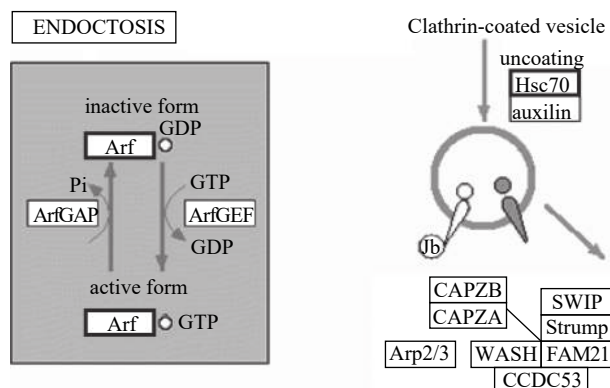 ENDOCTOSIS
inactive form
GDP
Arf
Pi
GTP
ArfGAP
ArfGEF
GDP
active form
Arf
GTP
Clathrin-coated vesicle
uncoating
Hsc70
auxilin
Jb
CAPZB
CAPZA
SWIP
Strump
Arp2/3
WASH
FAM21
CCDC53